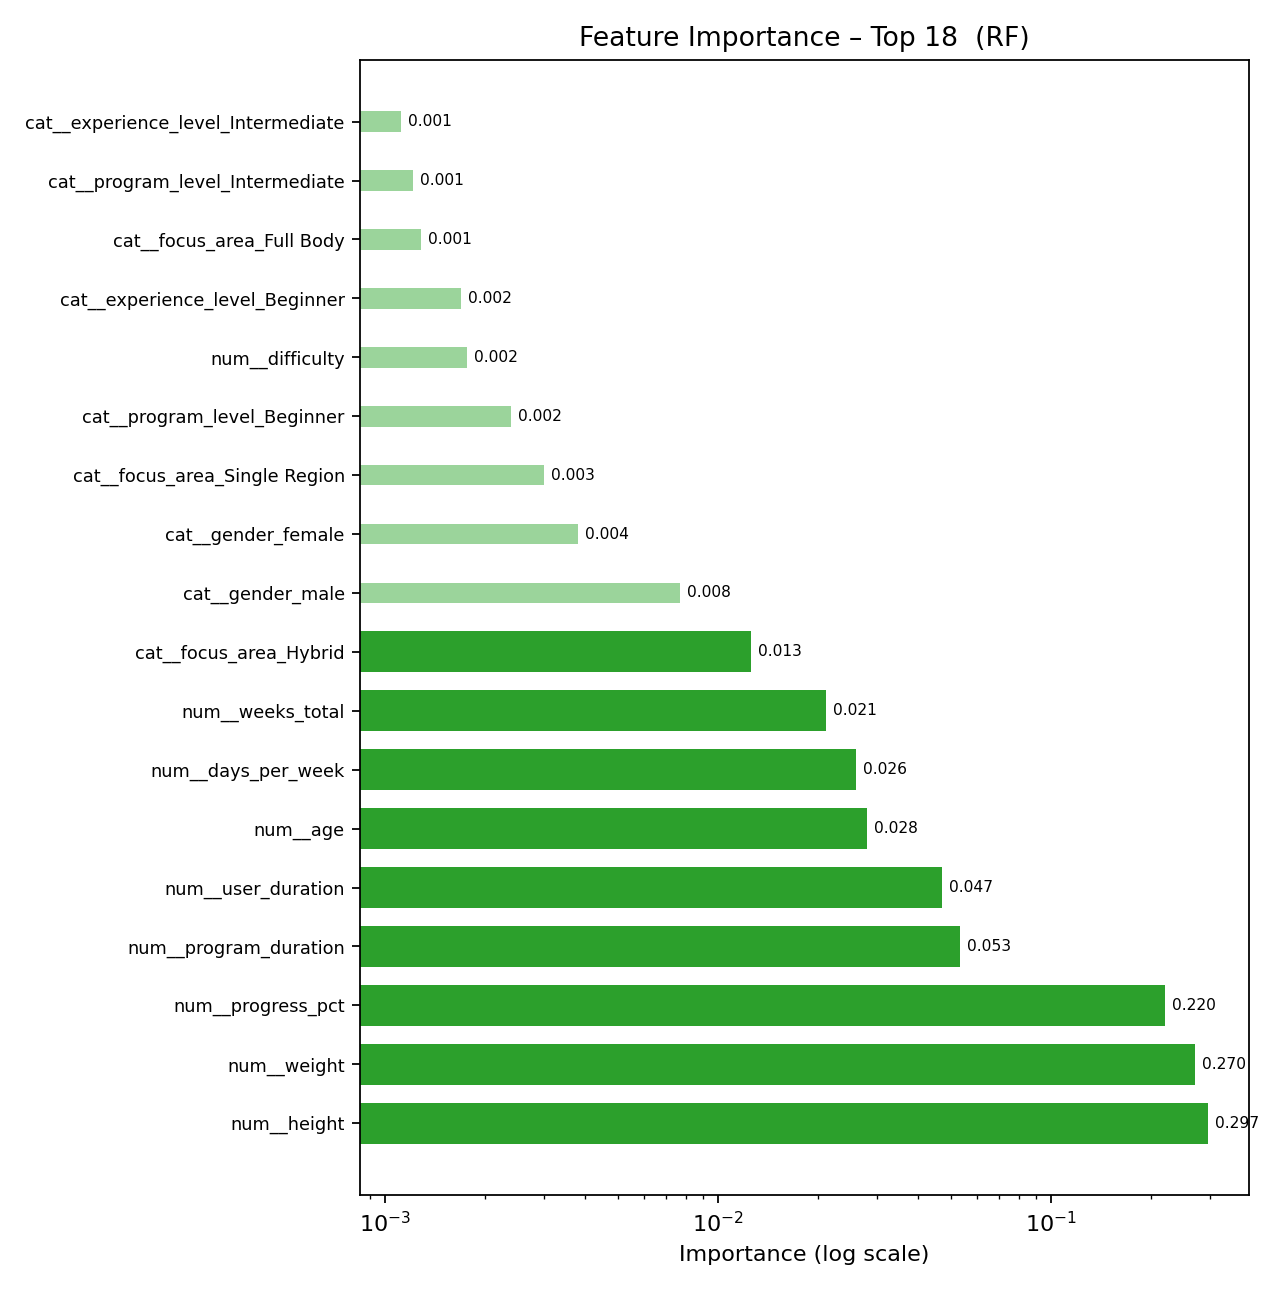 Feature Importance – Top 18  (RF)
cat__experience_level_Intermediate 0.001
cat__program_level_Intermediate 0.001
cat__focus_area_Full Body 0.001
cat__experience_level_Beginner 0.002
num__difficulty 0.002
cat__program_level_Beginner 0.002
cat__focus_area_Single Region 0.003
cat__gender_female 0.004
cat__gender_male 0.008
cat__focus_area_Hybrid 0.013
num__weeks_total 0.021
num__days_per_week 0.026
num__age 0.028
num__user_duration 0.047
num__program_duration 0.053
num__progress_pct 0.220
num__weight 0.270
num__height 0.297
10⁻³ 10⁻² 10⁻¹
Importance (log scale)